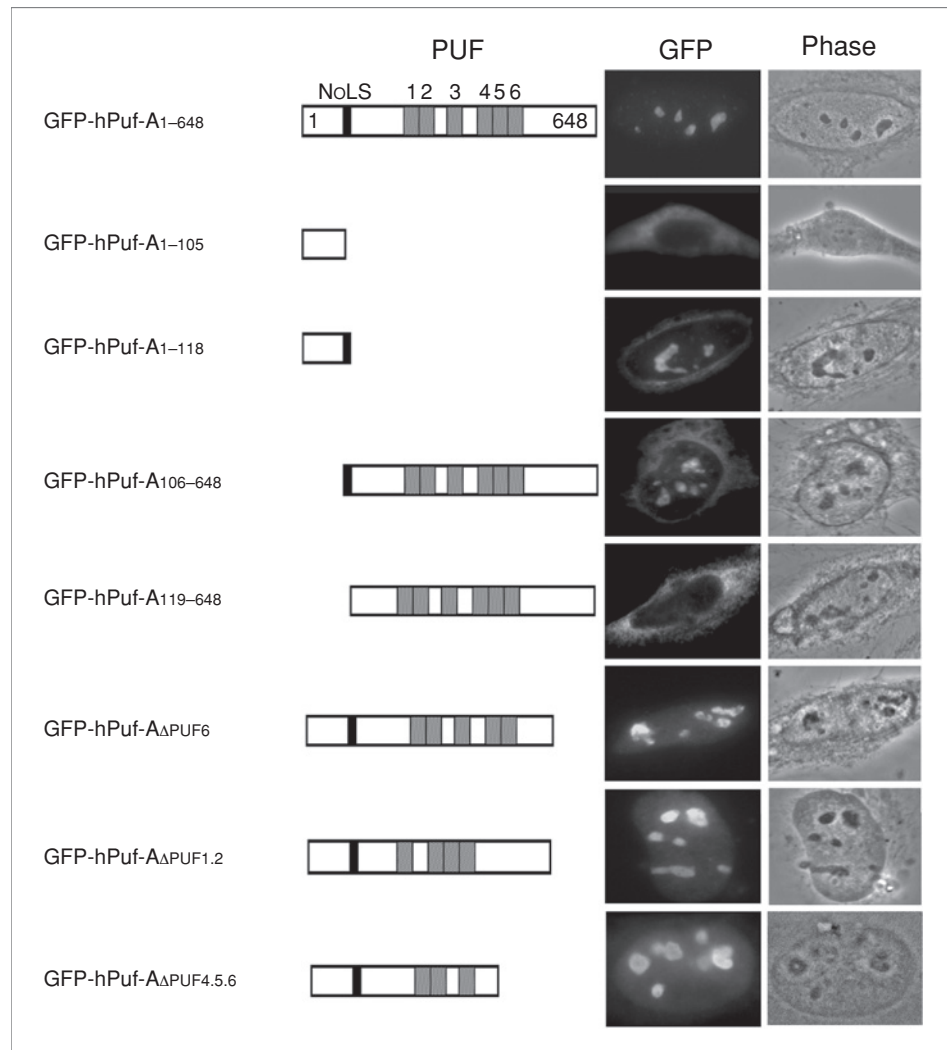 PUF GFP Phase
NoLS 1 2 3 4 5 6
GFP-hPuf-A1–648 1 648
GFP-hPuf-A1–105
GFP-hPuf-A1–118
GFP-hPuf-A106–648
GFP-hPuf-A119–648
GFP-hPuf-AΔPUF6
GFP-hPuf-AΔPUF1.2
GFP-hPuf-AΔPUF4.5.6